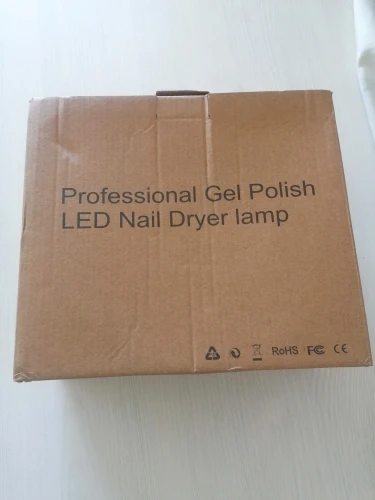 Professional Gel Polish
LED Nail Dryer lamp
RoHS FC CE